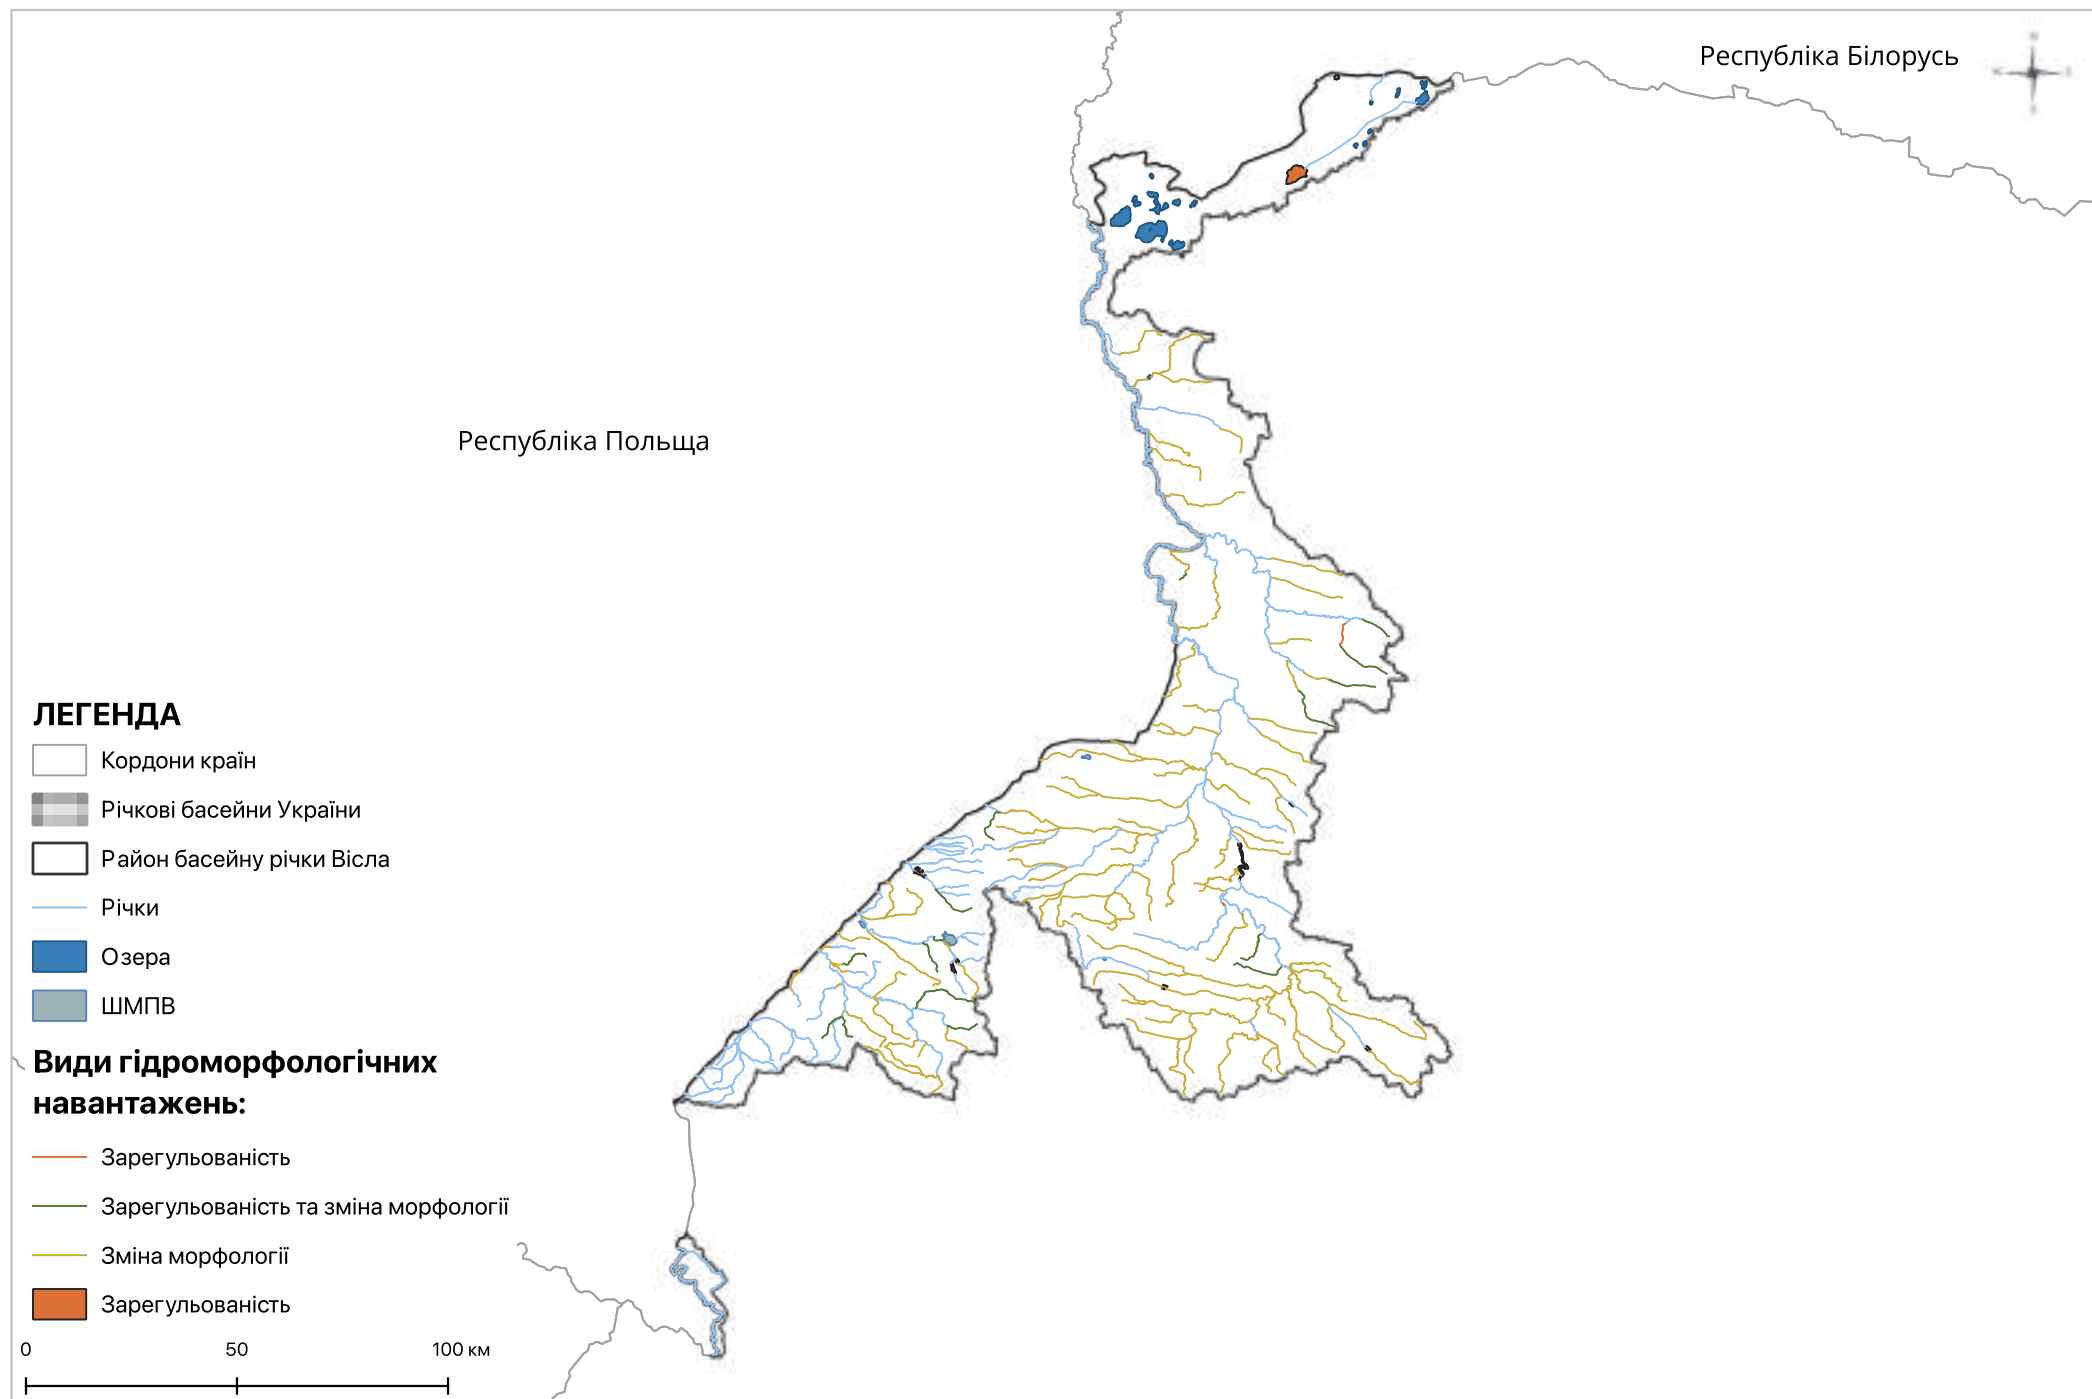 Республіка Білорусь
Республіка Польща
ЛЕГЕНДА
Кордони країн
Річкові басейни України
Район басейну річки Вісла
Річки
Озера
ШМПВ
Види гідроморфологічних
навантажень:
Зарегульованість
Зарегульованість та зміна морфології
Зміна морфології
Зарегульованість
0 50 100 км